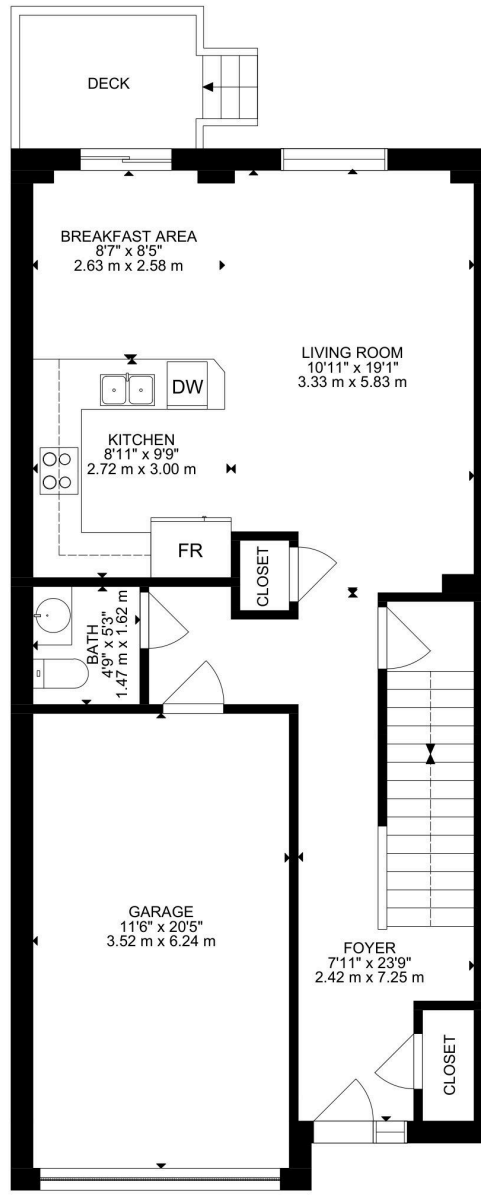 DECK
BREAKFAST AREA
8'7" x 8'5"
2.63 m x 2.58 m
LIVING ROOM
10'11" x 19'1"
3.33 m x 5.83 m
DW
KITCHEN
8'11" x 9'9"
2.72 m x 3.00 m
FR
CLOSET
BATH
4'9" x 5'3"
1.47 m x 1.62 m
GARAGE
11'6" x 20'5"
3.52 m x 6.24 m
FOYER
7'11" x 23'9"
2.42 m x 7.25 m
CLOSET